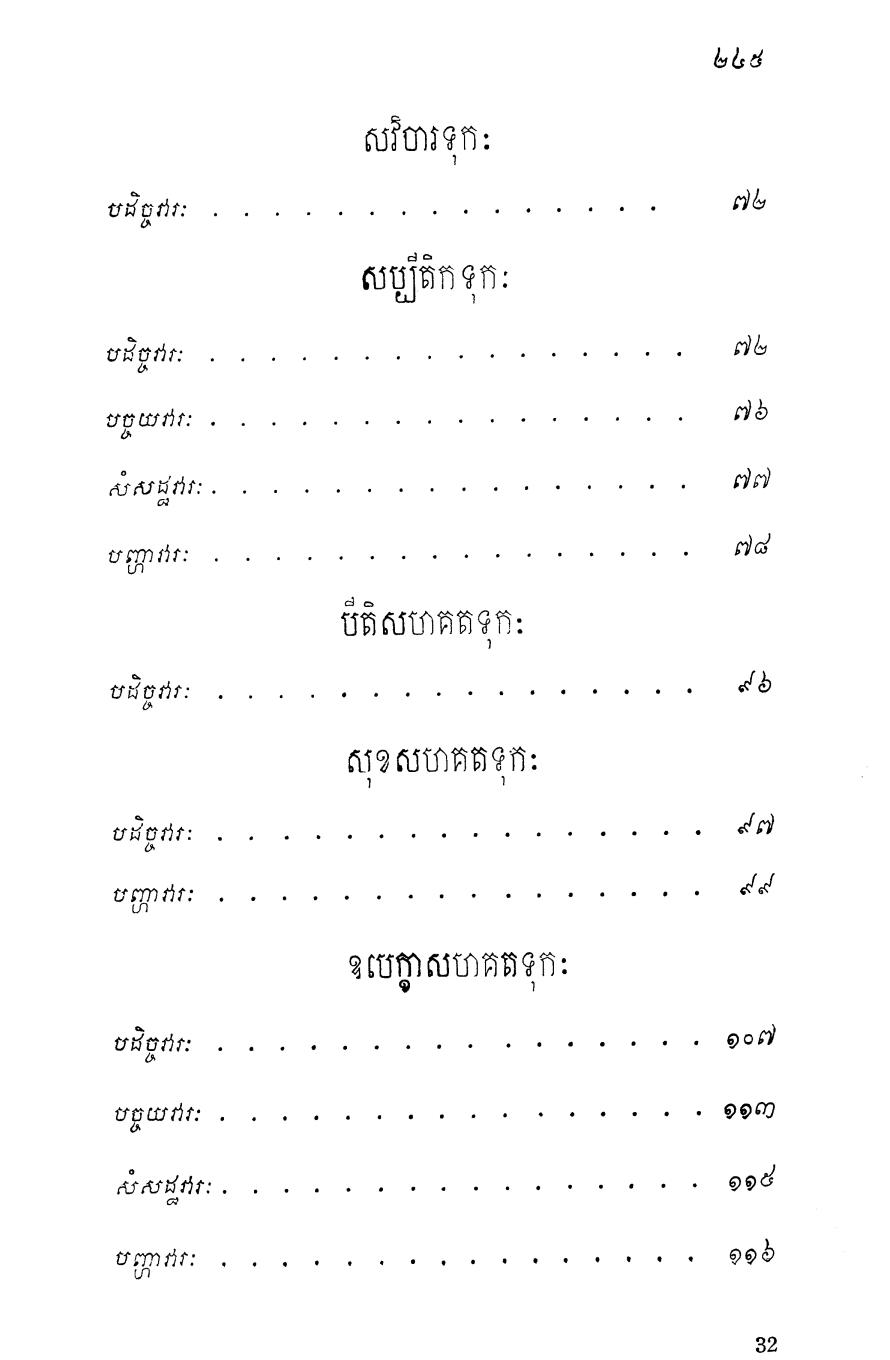 ២៤៥
សវិចារទុកៈ
បដិច្ចវារៈ . . . . . . . . . . . . . . . ៧២
សប្បីតិកទុកៈ
បដិច្ចវារៈ . . . . . . . . . . . . . . . . ៧២
បច្ចយវារៈ . . . . . . . . . . . . . . . . ៧៦
សំសដ្ឋវារៈ . . . . . . . . . . . . . . . . ៧៧
បញ្ហាវារៈ . . . . . . . . . . . . . . . . ៧៨
បីតិសហគតទុកៈ
បដិច្ចវារៈ . . . . . . . . . . . . . . . . ៩៦
សុខសហគតទុកៈ
បដិច្ចវារៈ . . . . . . . . . . . . . . . . ៩៧
បញ្ហាវារៈ . . . . . . . . . . . . . . . . ៩៩
ឧបេក្ខាសហគតទុកៈ
បដិច្ចវារៈ . . . . . . . . . . . . . . . . ១០៧
បច្ចយវារៈ . . . . . . . . . . . . . . . . ១១៣
សំសដ្ឋវារៈ . . . . . . . . . . . . . . . . ១១៥
បញ្ហាវារៈ . . . . . . . . . . . . . . . . ១១៦
32